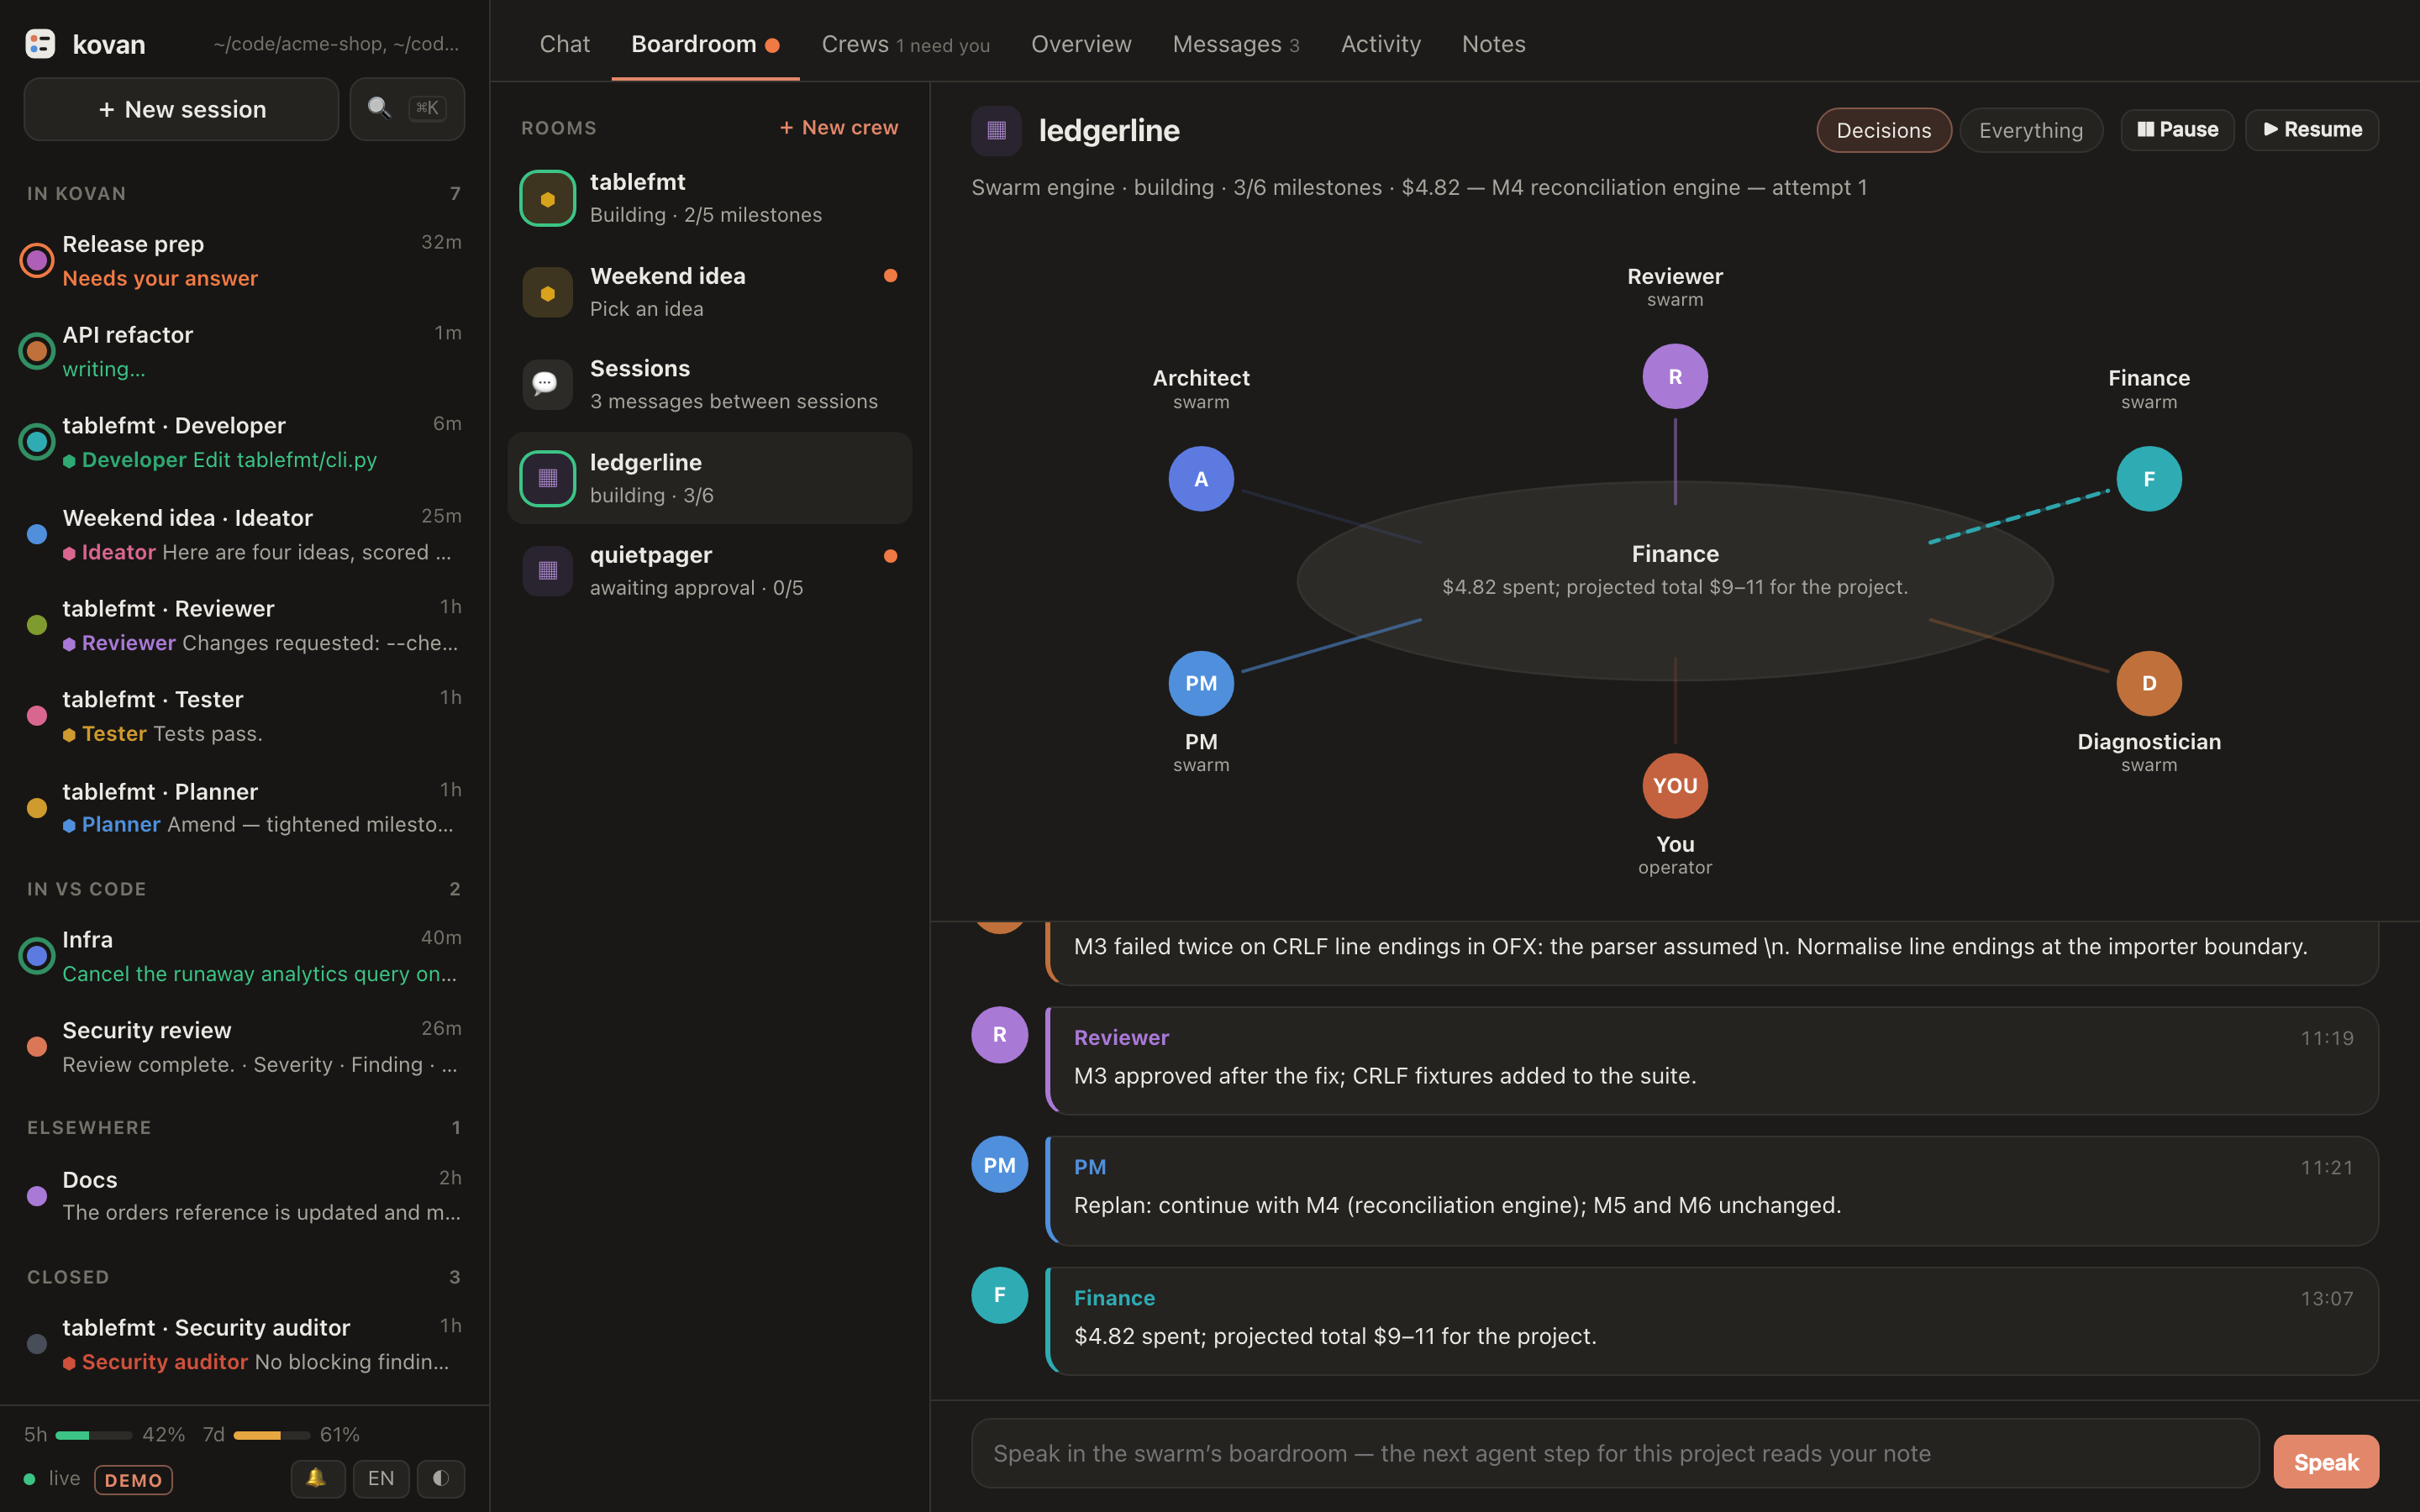 kovan
~/code/acme-shop, ~/cod...
+ New session
⌘K
IN KOVAN 7
Release prep 32m
Needs your answer
API refactor 1m
writing...
tablefmt · Developer 6m
Developer Edit tablefmt/cli.py
Weekend idea · Ideator 25m
Ideator Here are four ideas, scored ...
tablefmt · Reviewer 1h
Reviewer Changes requested: --che...
tablefmt · Tester 1h
Tester Tests pass.
tablefmt · Planner 1h
Planner Amend — tightened milesto...
IN VS CODE 2
Infra 40m
Cancel the runaway analytics query on...
Security review 26m
Review complete. · Severity · Finding · ...
ELSEWHERE 1
Docs 2h
The orders reference is updated and m...
CLOSED 3
tablefmt · Security auditor 1h
Security auditor No blocking findin...
5h 42% 7d 61%
live DEMO EN
Chat Boardroom Crews 1 need you Overview Messages 3 Activity Notes
ROOMS + New crew
tablefmt
Building · 2/5 milestones
Weekend idea
Pick an idea
Sessions
3 messages between sessions
ledgerline
building · 3/6
quietpager
awaiting approval · 0/5
ledgerline
Decisions Everything Pause Resume
Swarm engine · building · 3/6 milestones · $4.82 — M4 reconciliation engine — attempt 1
Reviewer
swarm
R
Architect
swarm
A
Finance
swarm
F
Finance
$4.82 spent; projected total $9–11 for the project.
PM
PM
swarm
D
Diagnostician
swarm
YOU
You
operator
M3 failed twice on CRLF line endings in OFX: the parser assumed \n. Normalise line endings at the importer boundary.
R
Reviewer 11:19
M3 approved after the fix; CRLF fixtures added to the suite.
PM
PM 11:21
Replan: continue with M4 (reconciliation engine); M5 and M6 unchanged.
F
Finance 13:07
$4.82 spent; projected total $9–11 for the project.
Speak in the swarm’s boardroom — the next agent step for this project reads your note
Speak